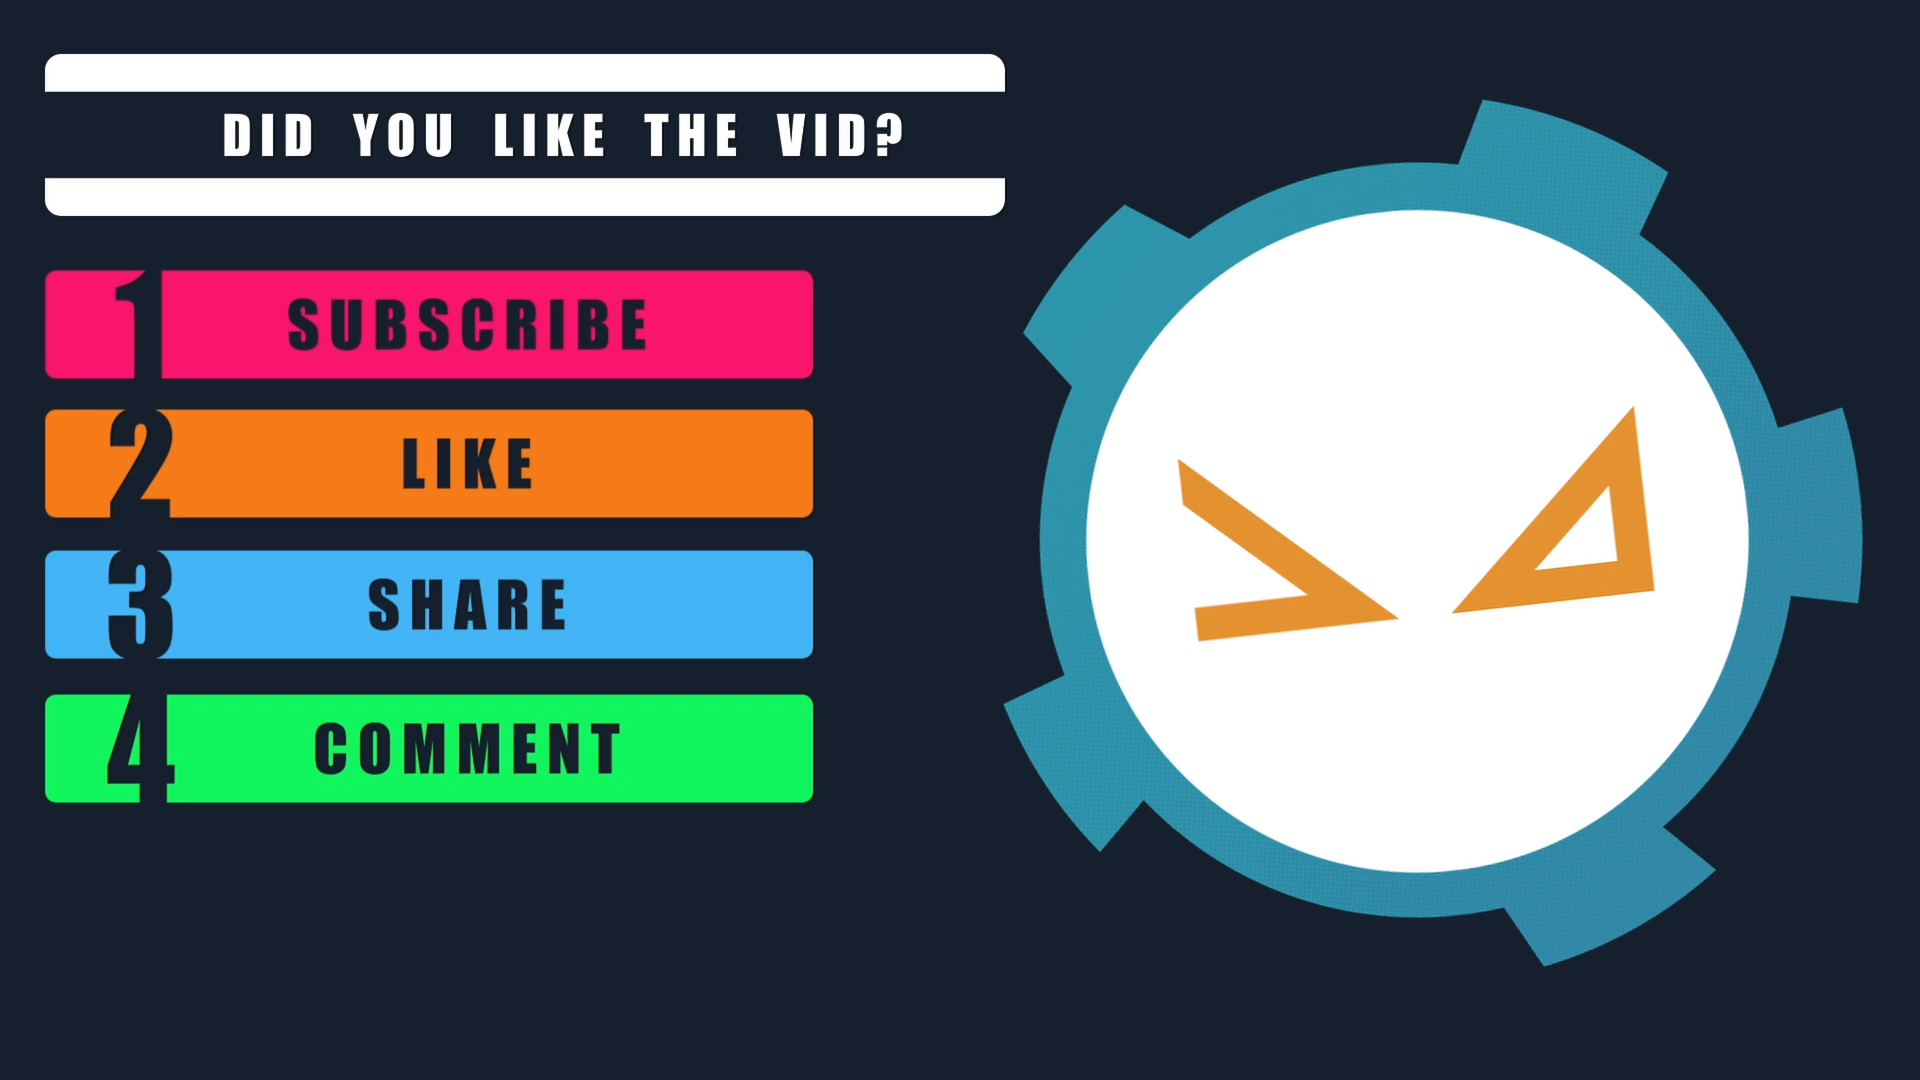 DID YOU LIKE THE VID?
1 SUBSCRIBE
2 LIKE
3 SHARE
4 COMMENT